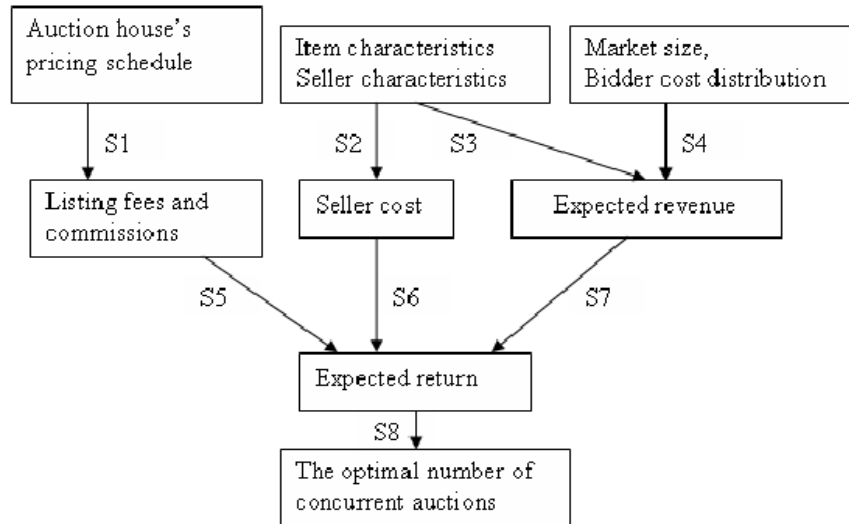 Auction house's
pricing schedule
Item characteristics
Seller characteristics
Market size,
Bidder cost distribution
S1
S2
S3
S4
Listing fees and
commissions
Seller cost
Expected revenue
S5
S6
S7
Expected return
S8
The optimal number of
concurrent auctions